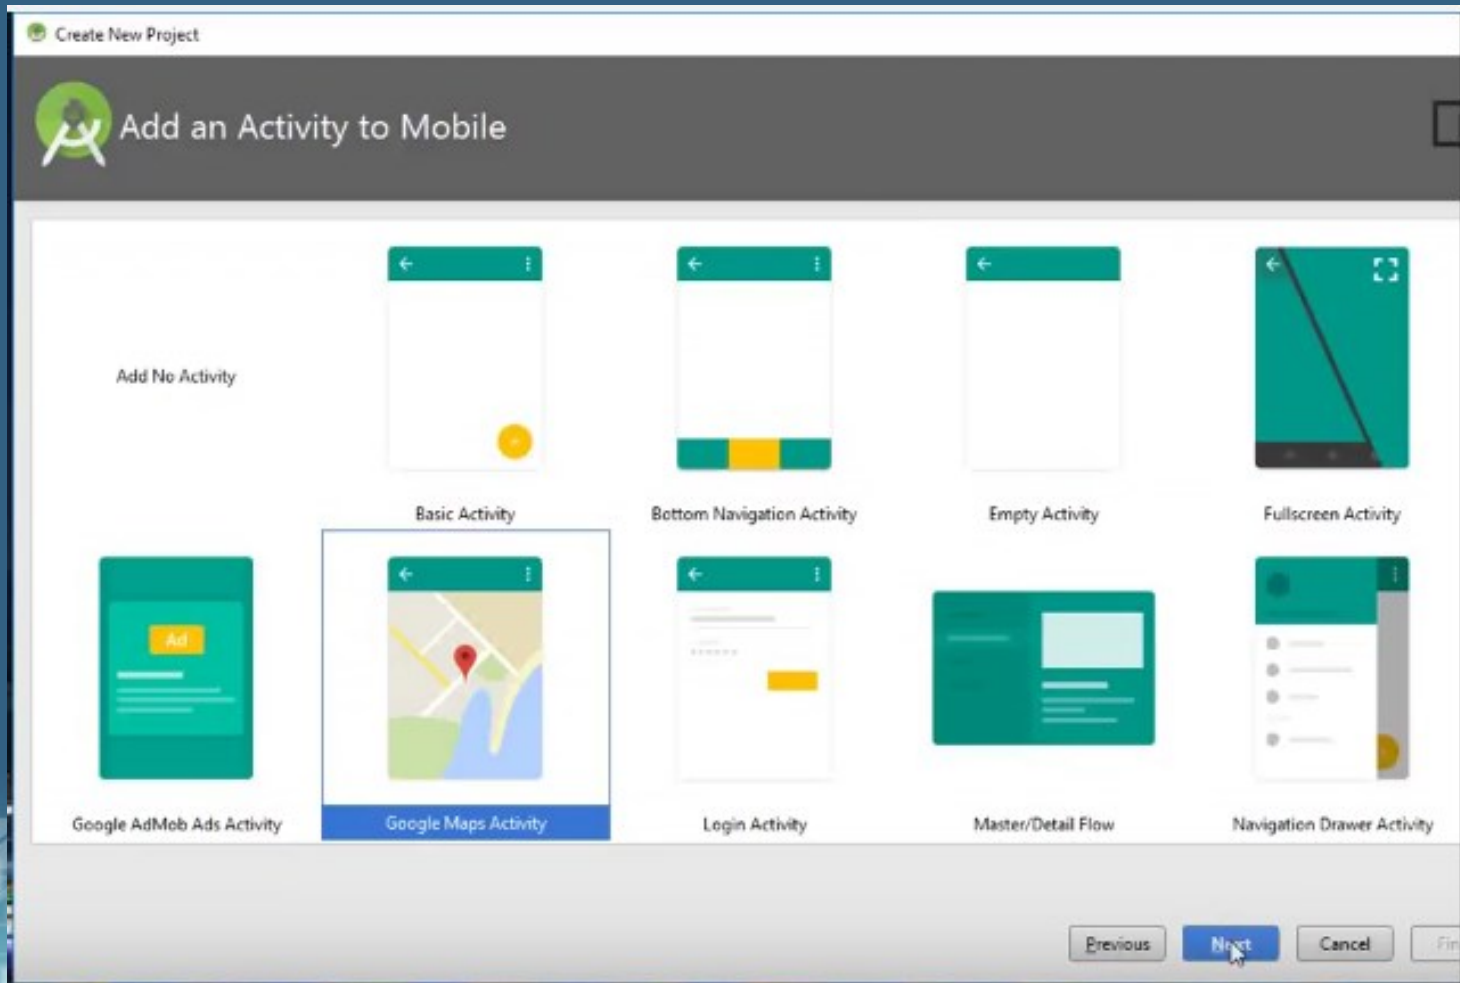 Create New Project
Add an Activity to Mobile
Add No Activity
Basic Activity
Bottom Navigation Activity
Empty Activity
Fullscreen Activity
Ad
Google AdMob Ads Activity
Google Maps Activity
Login Activity
Master/Detail Flow
Navigation Drawer Activity
Previous
Next
Cancel
Fin